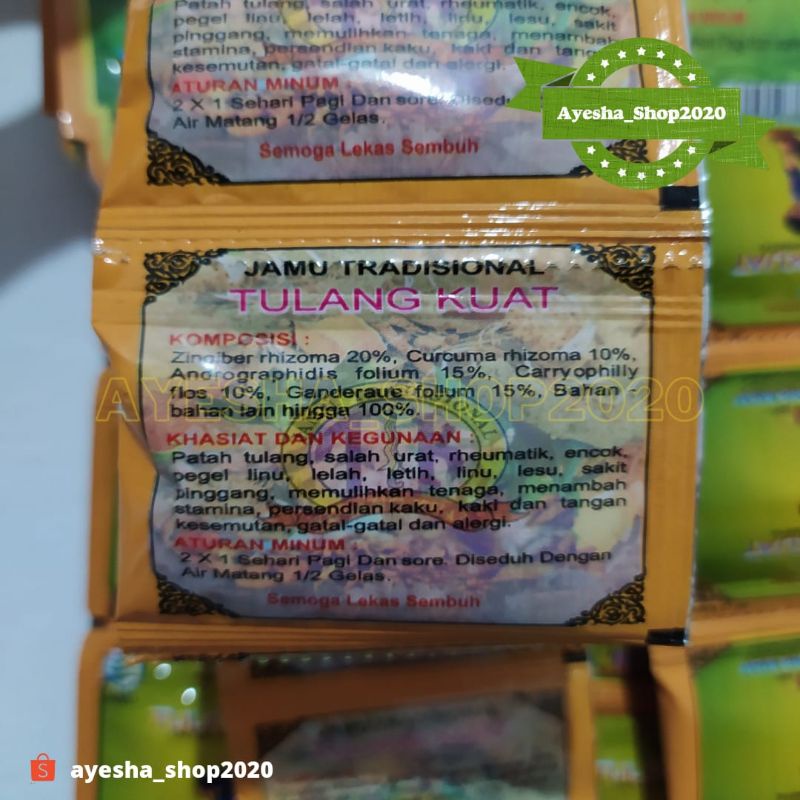 Patah tulang, salah urat, rheumatik, encok,
pegel linu, lelah, letih, linu, lesu, sakit
pinggang, memulihkan tenaga, menambah
stamina, persendian kaku, kaki dan tangan
kesemutan, gatal-gatal dan alergi.
ATURAN MINUM :
2 X 1 Sehari Pagi Dan sore. Disedu
Air Matang 1/2 Gelas.
Semoga Lekas Sembuh
Ayesha_Shop2020
JAMU TRADISIONAL
TULANG KUAT
KOMPOSISI :
Zingiber rhizoma 20%, Curcuma rhizoma 10%,
Andrographidis folium 15%, Carryophilly
flos 10%, Ganderaue folium 15%, Bahan
bahan lain hingga 100%.
AYESHA_SHOP2020
KHASIAT DAN KEGUNAAN :
Patah tulang, salah urat, rheumatik, encok,
pegel linu, lelah, letih, linu, lesu, sakit
pinggang, memulihkan tenaga, menambah
stamina, persendian kaku, kaki dan tangan
kesemutan, gatal-gatal dan alergi.
ATURAN MINUM :
2 X 1 Sehari Pagi Dan sore. Diseduh Dengan
Air Matang 1/2 Gelas.
Semoga Lekas Sembuh
ayesha_shop2020